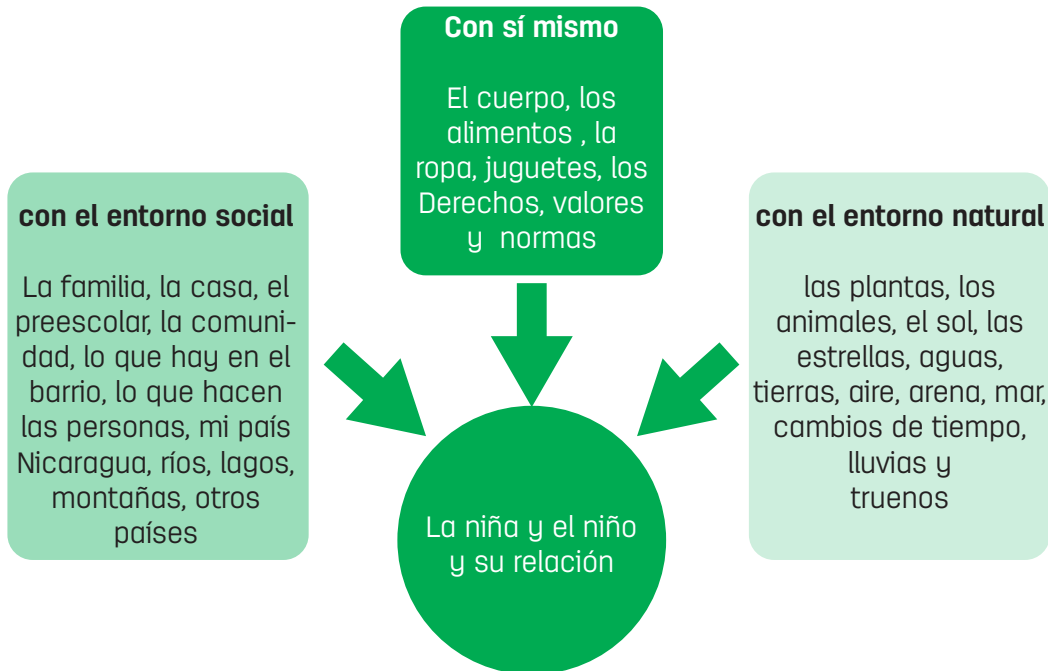 Con sí mismo
El cuerpo, los
alimentos , la
ropa, juguetes, los
Derechos, valores
y normas
con el entorno social
La familia, la casa, el
preescolar, la comuni-
dad, lo que hay en el
barrio, lo que hacen
las personas, mi país
Nicaragua, ríos, lagos,
montañas, otros
países
con el entorno natural
las plantas, los
animales, el sol, las
estrellas, aguas,
tierras, aire, arena, mar,
cambios de tiempo,
lluvias y
truenos
La niña y el niño
y su relación